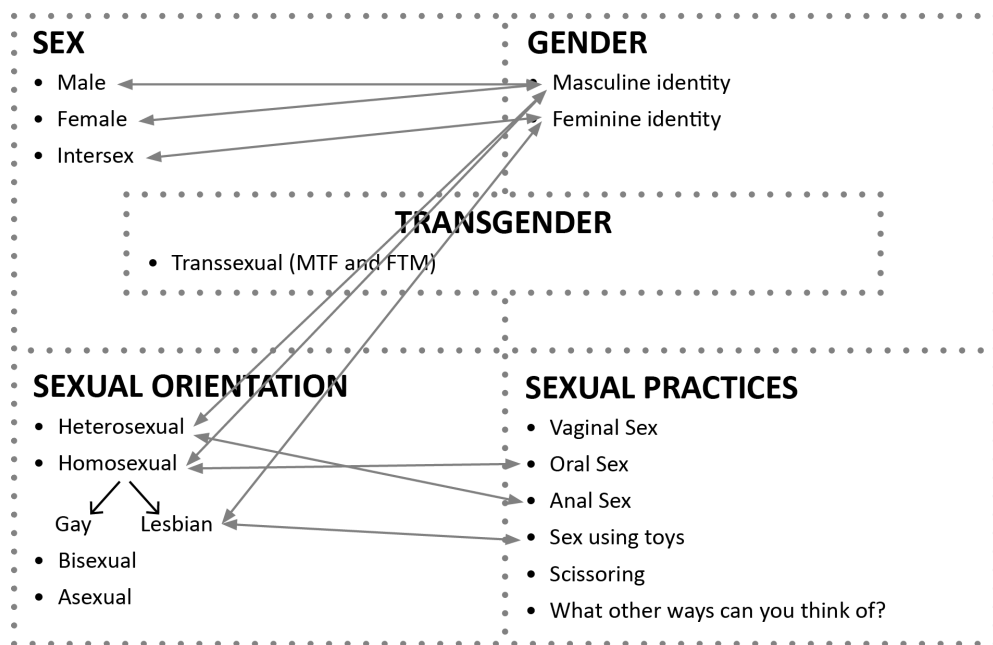 SEX
• Male
• Female
• Intersex
GENDER
• Masculine identity
• Feminine identity
TRANSGENDER
• Transsexual (MTF and FTM)
SEXUAL ORIENTATION
• Heterosexual
• Homosexual
Gay Lesbian
• Bisexual
• Asexual
SEXUAL PRACTICES
• Vaginal Sex
• Oral Sex
• Anal Sex
• Sex using toys
• Scissoring
• What other ways can you think of?